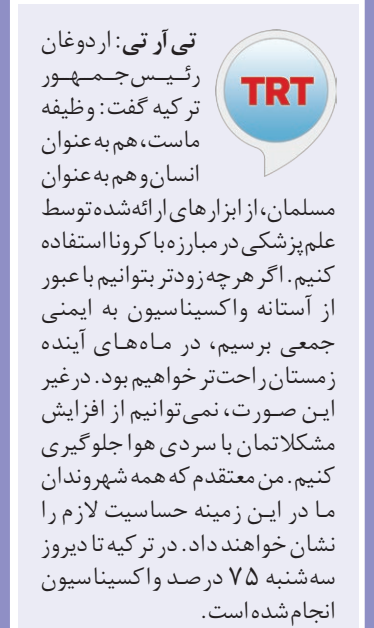 TRT
تی‌آرتی: اردوغان
رئیس‌جمهور
ترکیه گفت: وظیفه
ماست، هم به عنوان
انسان و هم به عنوان
مسلمان، از ابزارهای ارائه‌شده توسط
علم پزشکی در مبارزه با کرونا استفاده
کنیم. اگر هرچه زودتر بتوانیم با عبور
از آستانه واکسیناسیون به ایمنی
جمعی برسیم، در ماه‌های آینده
زمستان راحت‌تر خواهیم بود. درغیر
این صورت، نمی‌توانیم از افزایش
مشکلاتمان با سردی هوا جلوگیری
کنیم. من معتقدم که همه شهروندان
ما در این زمینه حساسیت لازم را
نشان خواهند داد. در ترکیه تا دیروز
سه‌شنبه ۷۵ درصد واکسیناسیون
انجام شده است.